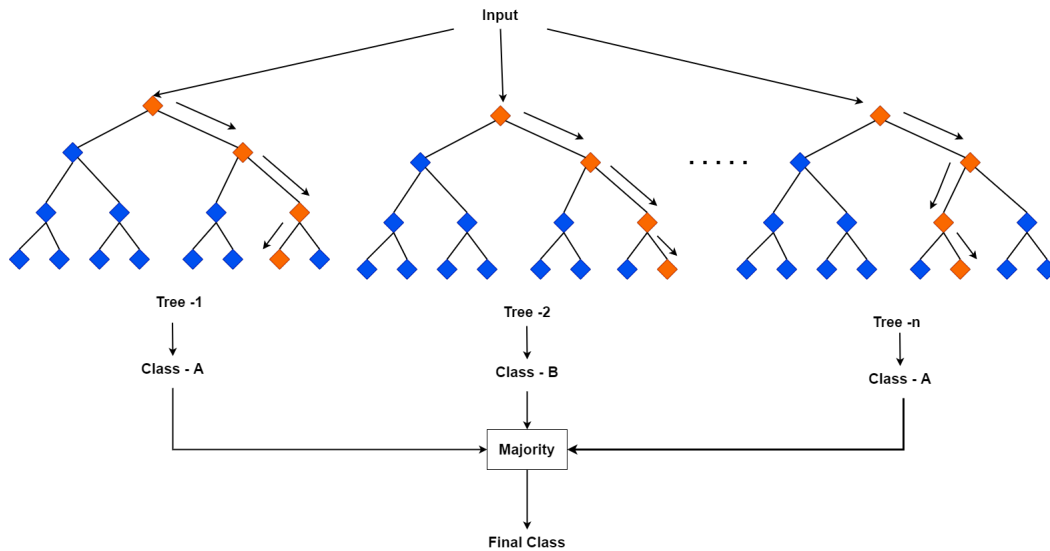 Input
Tree -1
Tree -2
Tree -n
Class - A
Class - B
Class - A
Majority
Final Class